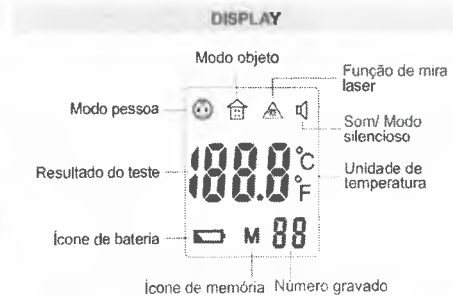 DISPLAY
Modo objeto
Função de mira
laser
Modo pessoa
Som/ Modo
silencioso
188.8 °C
°F
Resultado do teste
Unidade de
temperatura
Ícone de bateria
M 88
Ícone de memória Número gravado